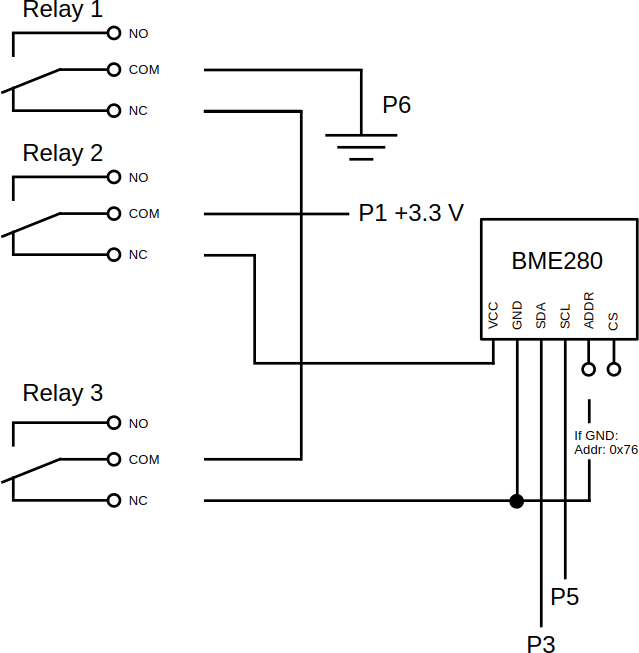 Relay 1
NO
COM
NC
P6
Relay 2
NO
COM
NC
P1 +3.3 V
BME280
VCC
GND
SDA
SCL
ADDR
CS
Relay 3
NO
COM
NC
If GND:
Addr: 0x76
P5
P3